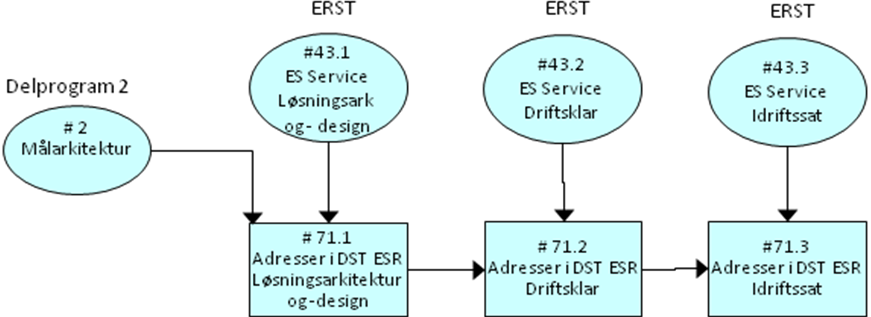 ERST
ERST
ERST
#43.1
ES Service
Løsningsark
og- design
#43.2
ES Service
Driftsklar
#43.3
ES Service
Idriftssat
Delprogram 2
# 2
Målarkitektur
# 71.1
Adresser i DST ESR
Løsningsarkitektur
og-design
# 71.2
Adresser i DST ESR
Driftsklar
#71.3
Adresser i DST ESR
Idriftssat